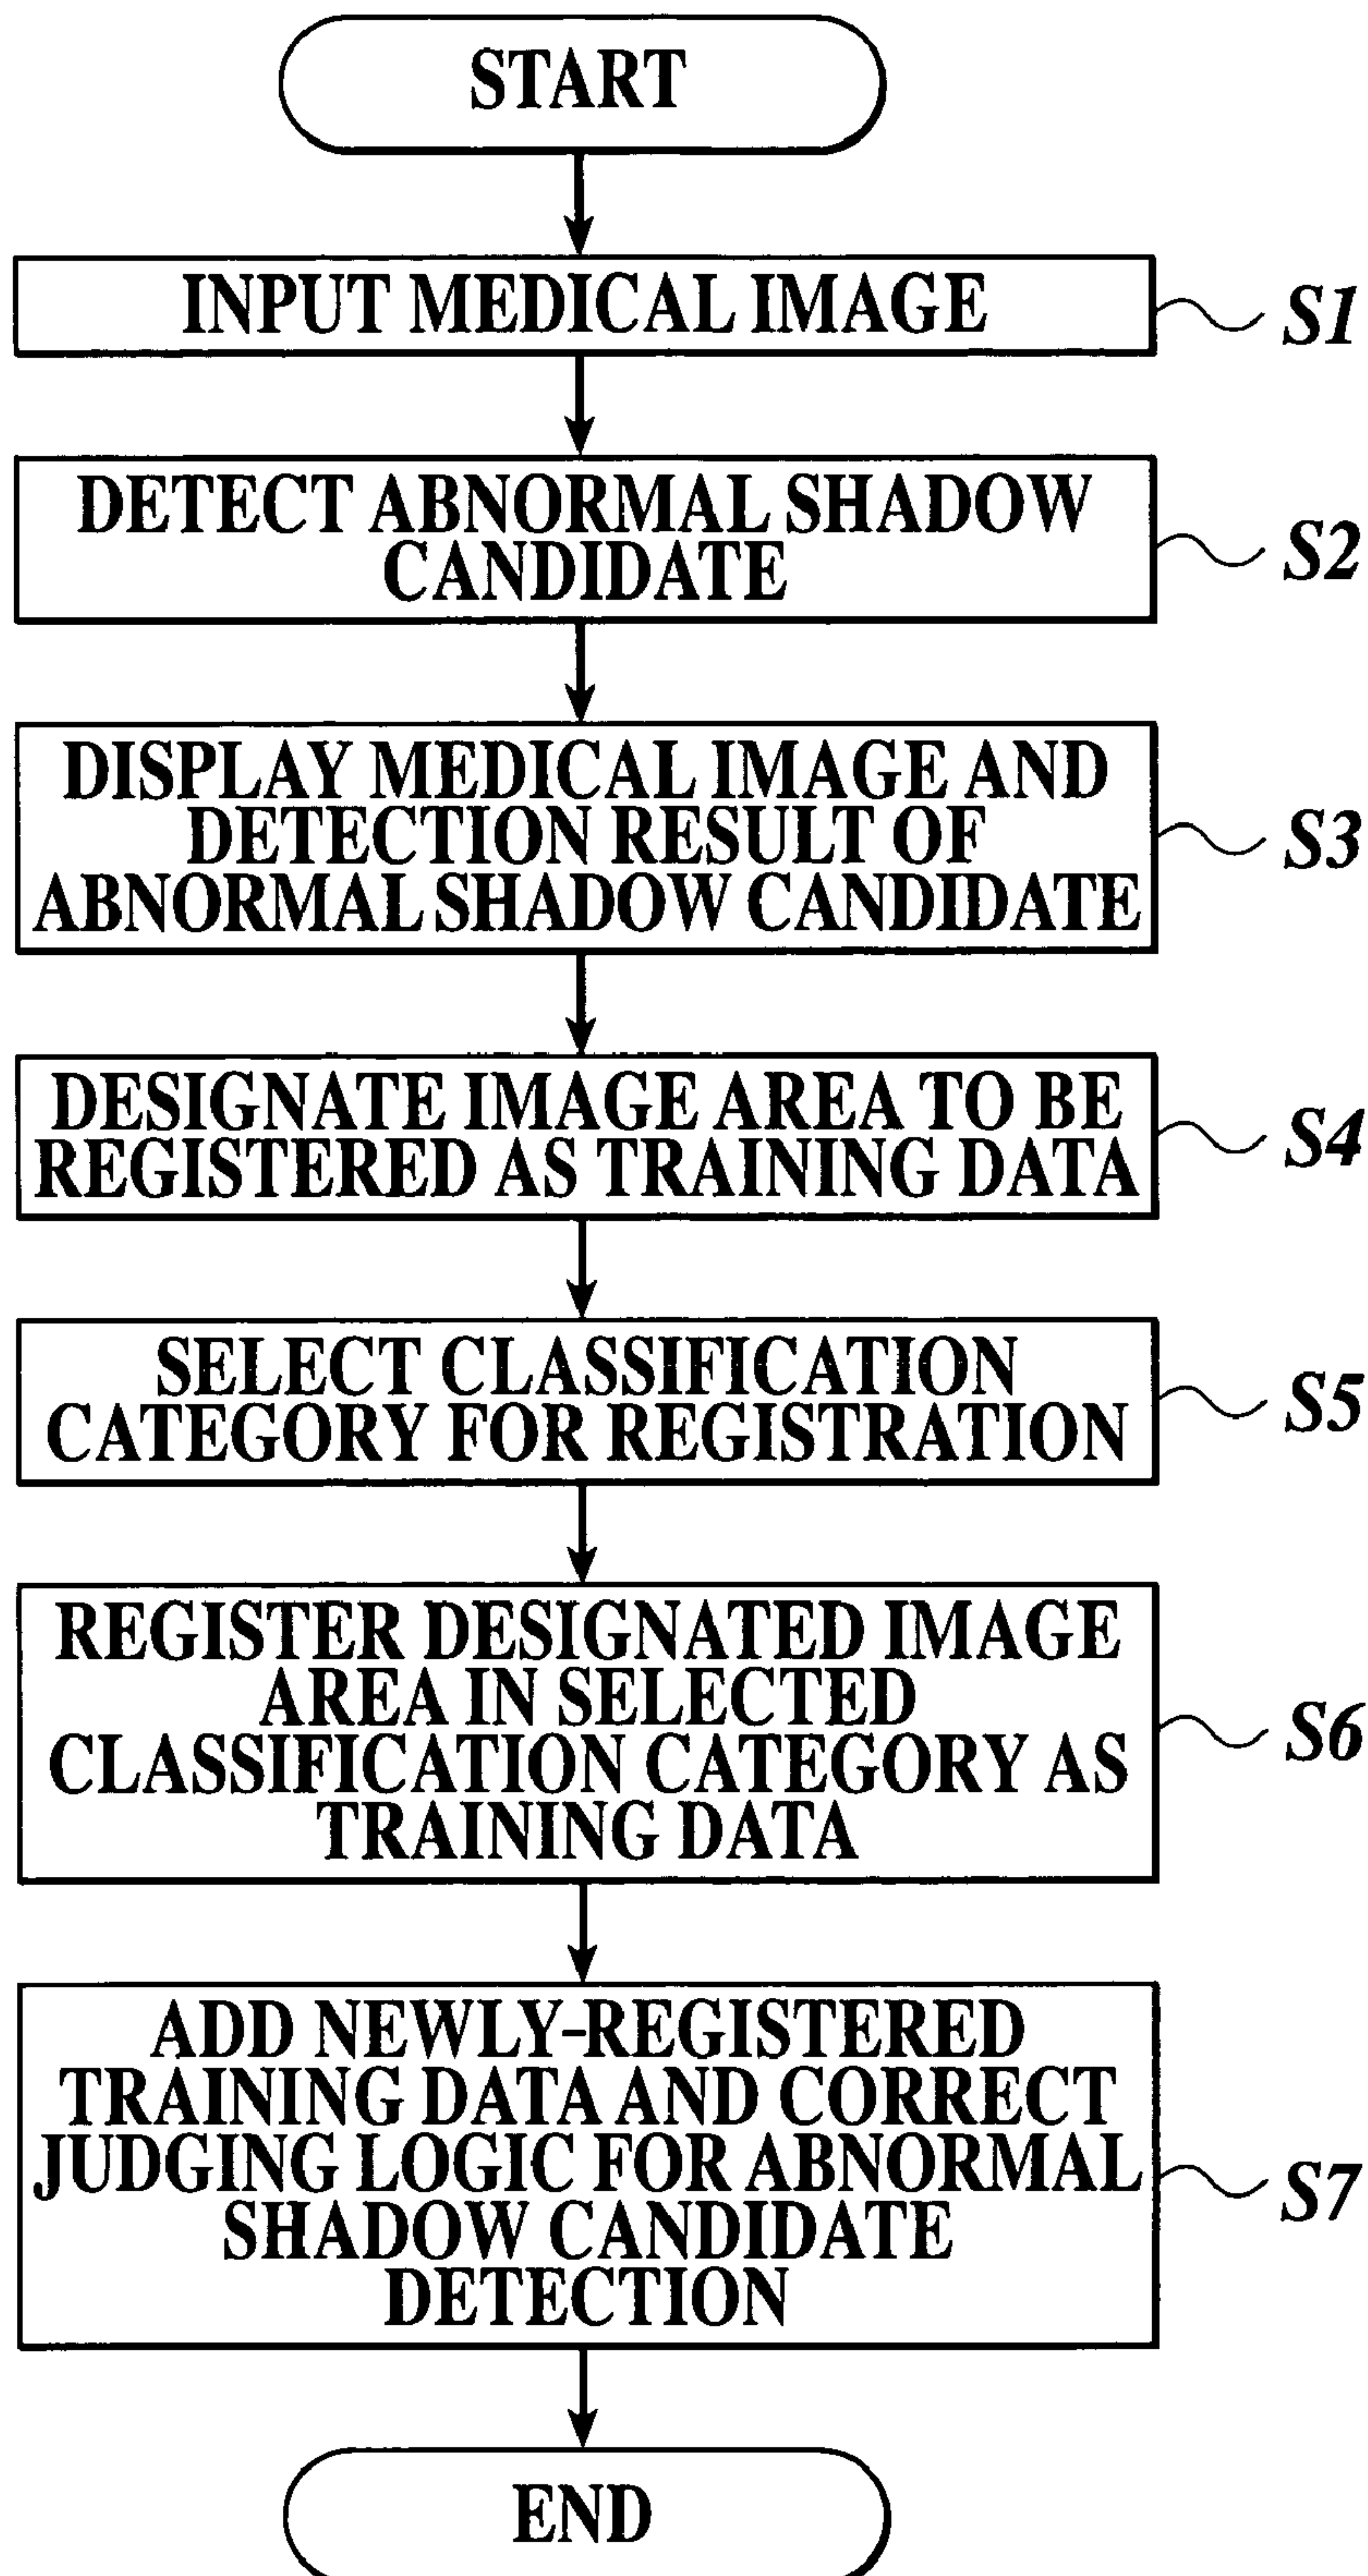 START
INPUT MEDICAL IMAGE
S1
DETECT ABNORMAL SHADOW
CANDIDATE
S2
DISPLAY MEDICAL IMAGE AND
DETECTION RESULT OF
ABNORMAL SHADOW CANDIDATE
S3
DESIGNATE IMAGE AREA TO BE
REGISTERED AS TRAINING DATA
S4
SELECT CLASSIFICATION
CATEGORY FOR REGISTRATION
S5
REGISTER DESIGNATED IMAGE
AREA IN SELECTED
CLASSIFICATION CATEGORY AS
TRAINING DATA
S6
ADD NEWLY-REGISTERED
TRAINING DATA AND CORRECT
JUDGING LOGIC FOR ABNORMAL
SHADOW CANDIDATE
DETECTION
S7
END